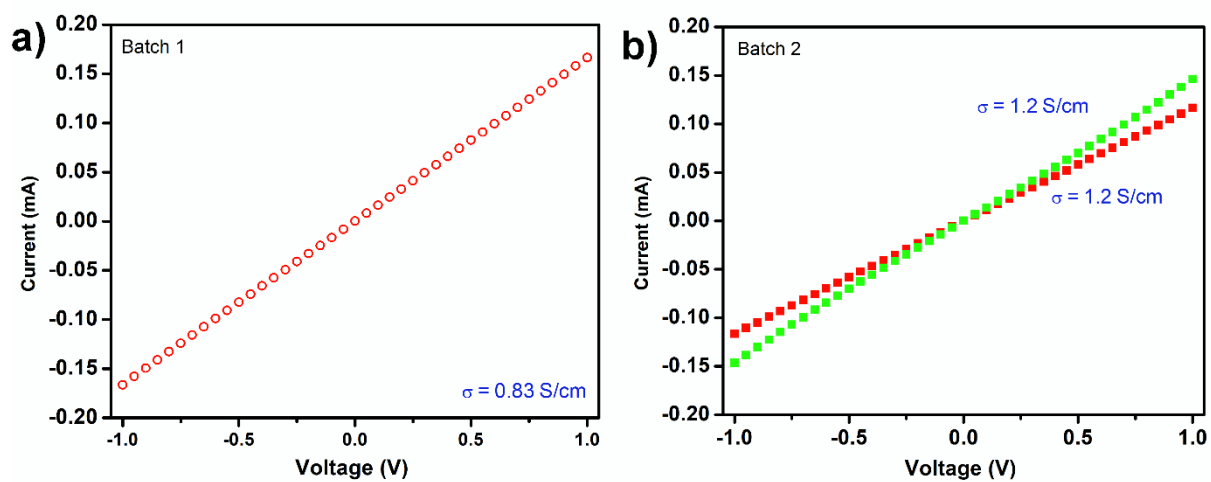 a)
Batch 1
0.20
0.15
0.10
0.05
0.00
-0.05
-0.10
-0.15
-0.20
Current (mA)
σ = 0.83 S/cm
-1.0
-0.5
0.0
0.5
1.0
Voltage (V)
b)
Batch 2
0.20
0.15
0.10
0.05
0.00
-0.05
-0.10
-0.15
-0.20
Current (mA)
σ = 1.2 S/cm
σ = 1.2 S/cm
-1.0
-0.5
0.0
0.5
1.0
Voltage (V)